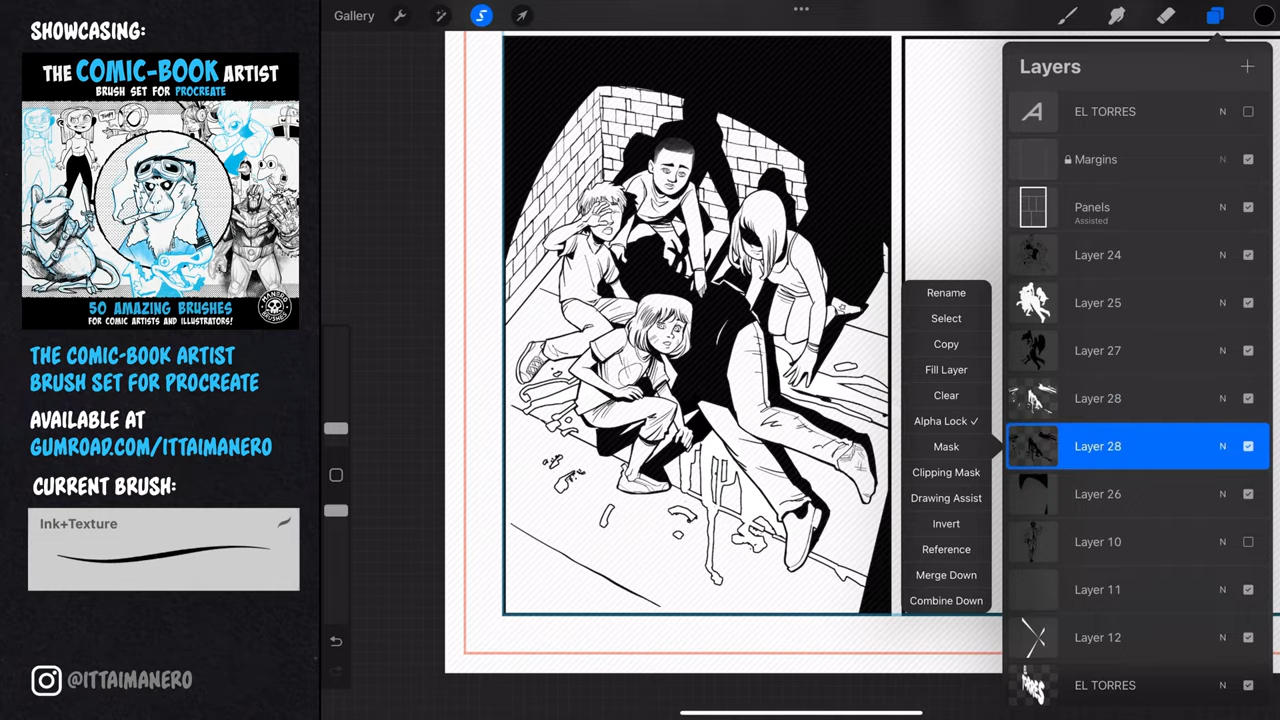 SHOWCASING:
THE COMIC-BOOK ARTIST
BRUSH SET FOR PROCREATE
50 AMAZING BRUSHES
FOR COMIC ARTISTS AND ILLUSTRATORS!
MANERO
BRUSHES
THE COMIC-BOOK ARTIST
BRUSH SET FOR PROCREATE
AVAILABLE AT
GUMROAD.COM/ITTAIMANERO
CURRENT BRUSH:
Ink+Texture
@ITTAIMANERO
Gallery
Rename
Select
Copy
Fill Layer
Clear
Alpha Lock ✓
Mask
Clipping Mask
Drawing Assist
Invert
Reference
Merge Down
Combine Down
Layers
EL TORRES N
Margins N
Panels N
Assisted
Layer 24 N
Layer 25 N
Layer 27 N
Layer 28 N
Layer 28 N
Layer 26 N
Layer 10 N
Layer 11 N
Layer 12 N
EL TORRES N